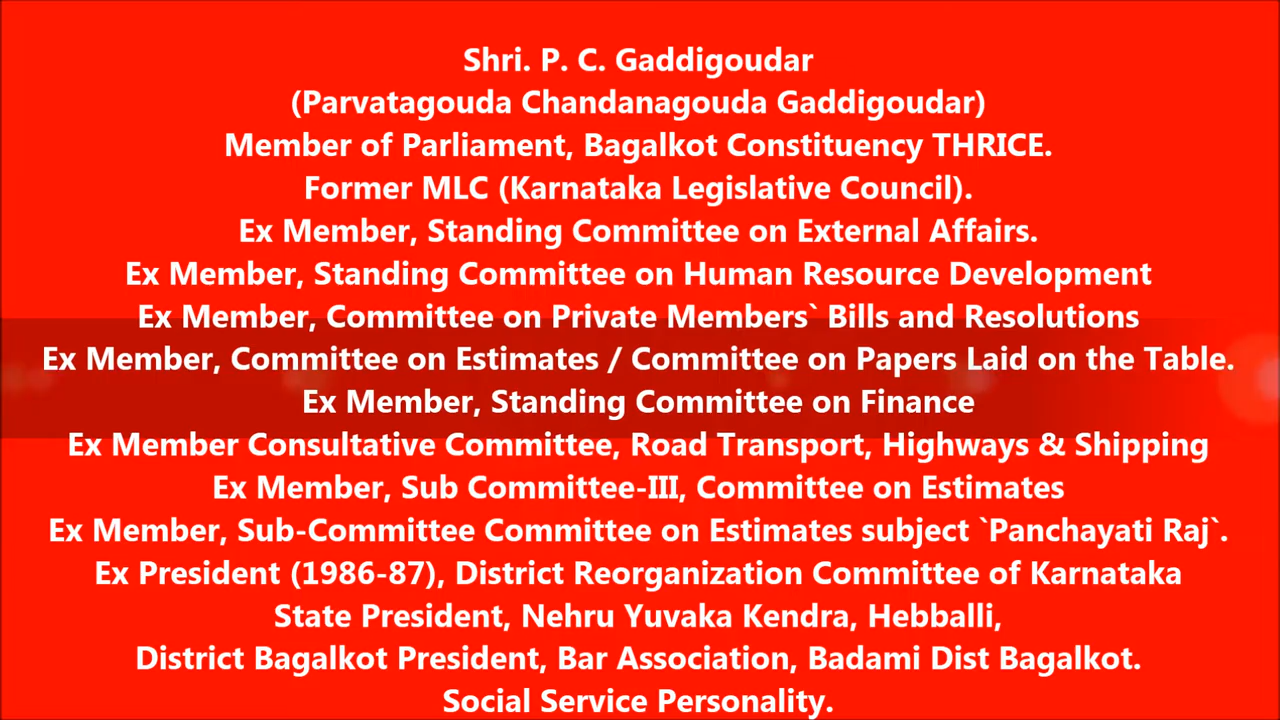 Shri. P. C. Gaddigoudar
(Parvatagouda Chandanagouda Gaddigoudar)
Member of Parliament, Bagalkot Constituency THRICE.
Former MLC (Karnataka Legislative Council).
Ex Member, Standing Committee on External Affairs.
Ex Member, Standing Committee on Human Resource Development
Ex Member, Committee on Private Members` Bills and Resolutions
Ex Member, Committee on Estimates / Committee on Papers Laid on the Table.
Ex Member, Standing Committee on Finance
Ex Member Consultative Committee, Road Transport, Highways & Shipping
Ex Member, Sub Committee-III, Committee on Estimates
Ex Member, Sub-Committee Committee on Estimates subject `Panchayati Raj`.
Ex President (1986-87), District Reorganization Committee of Karnataka
State President, Nehru Yuvaka Kendra, Hebballi,
District Bagalkot President, Bar Association, Badami Dist Bagalkot.
Social Service Personality.